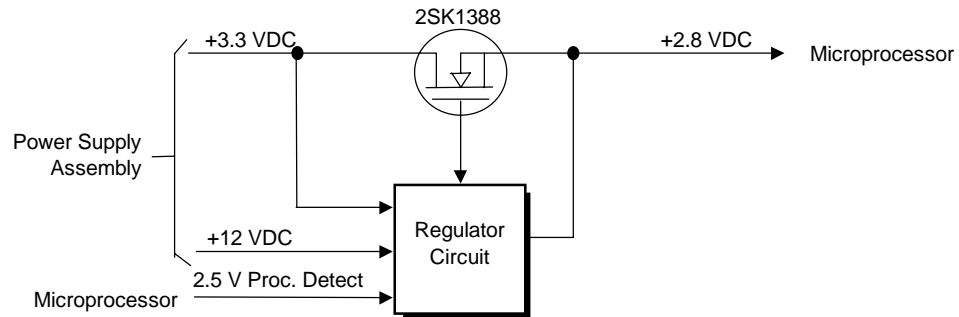 2SK1388
+3.3 VDC
+2.8 VDC
Microprocessor
Power Supply
Assembly
Regulator
Circuit
+12 VDC
2.5 V Proc. Detect
Microprocessor